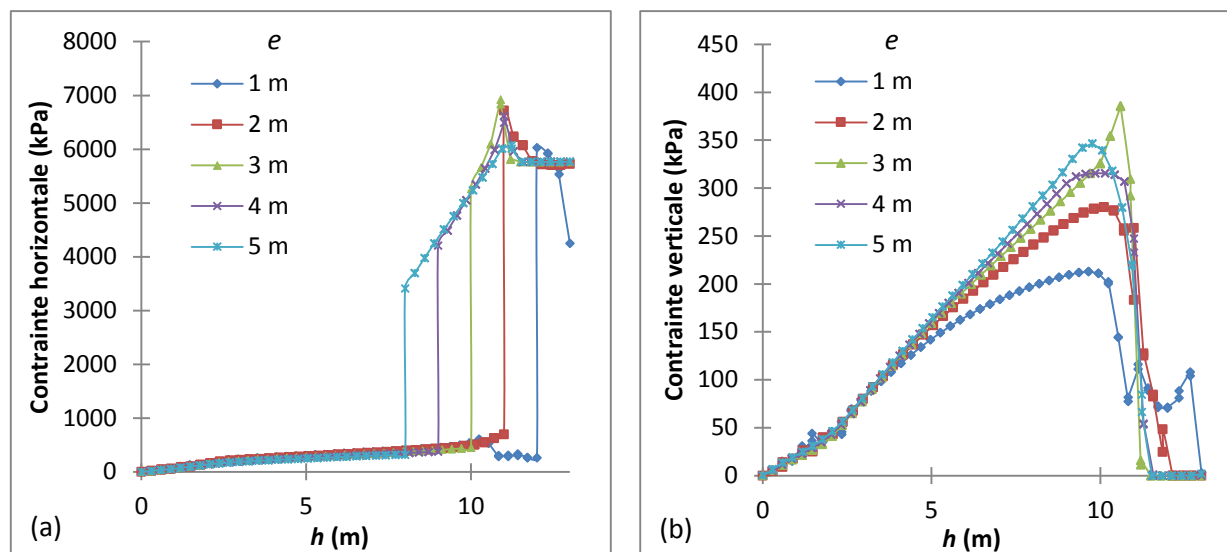 8000
7000
6000
5000
4000
3000
2000
1000
0
Contrainte horizontale (kPa)
e
1 m
2 m
3 m
4 m
5 m
0
5
10
h (m)
(a)
450
400
350
300
250
200
150
100
50
0
Contrainte verticale (kPa)
e
1 m
2 m
3 m
4 m
5 m
0
5
10
h (m)
(b)